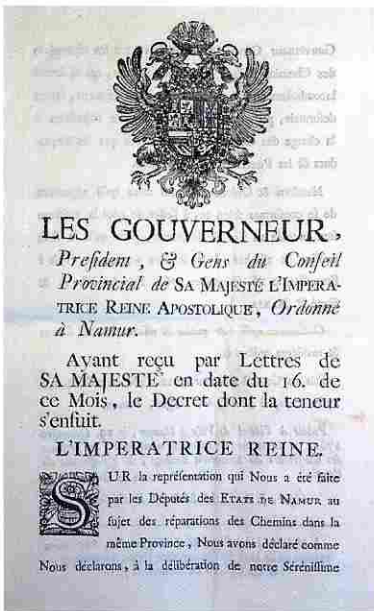 LES GOUVERNEUR,
President, & Gens du Conseil
Provincial de SA MAJESTÉ L'IMPERA-
TRICE REINE APOSTOLIQUE, Ordonné
à Namur.
Ayant reçu par Lettres de
SA MAJESTÉ en date du 16. de
ce Mois, le Decret dont la teneur
s'ensuit.
L'IMPERATRICE REINE.
SUR la représentation qui Nous a été faite
par les Députés des ETATS DE NAMUR au
sujet des réparations des Chemins dans la
même Province, Nous avons déclaré comme
Nous déclarons, à la délibération de notre Sérénissime